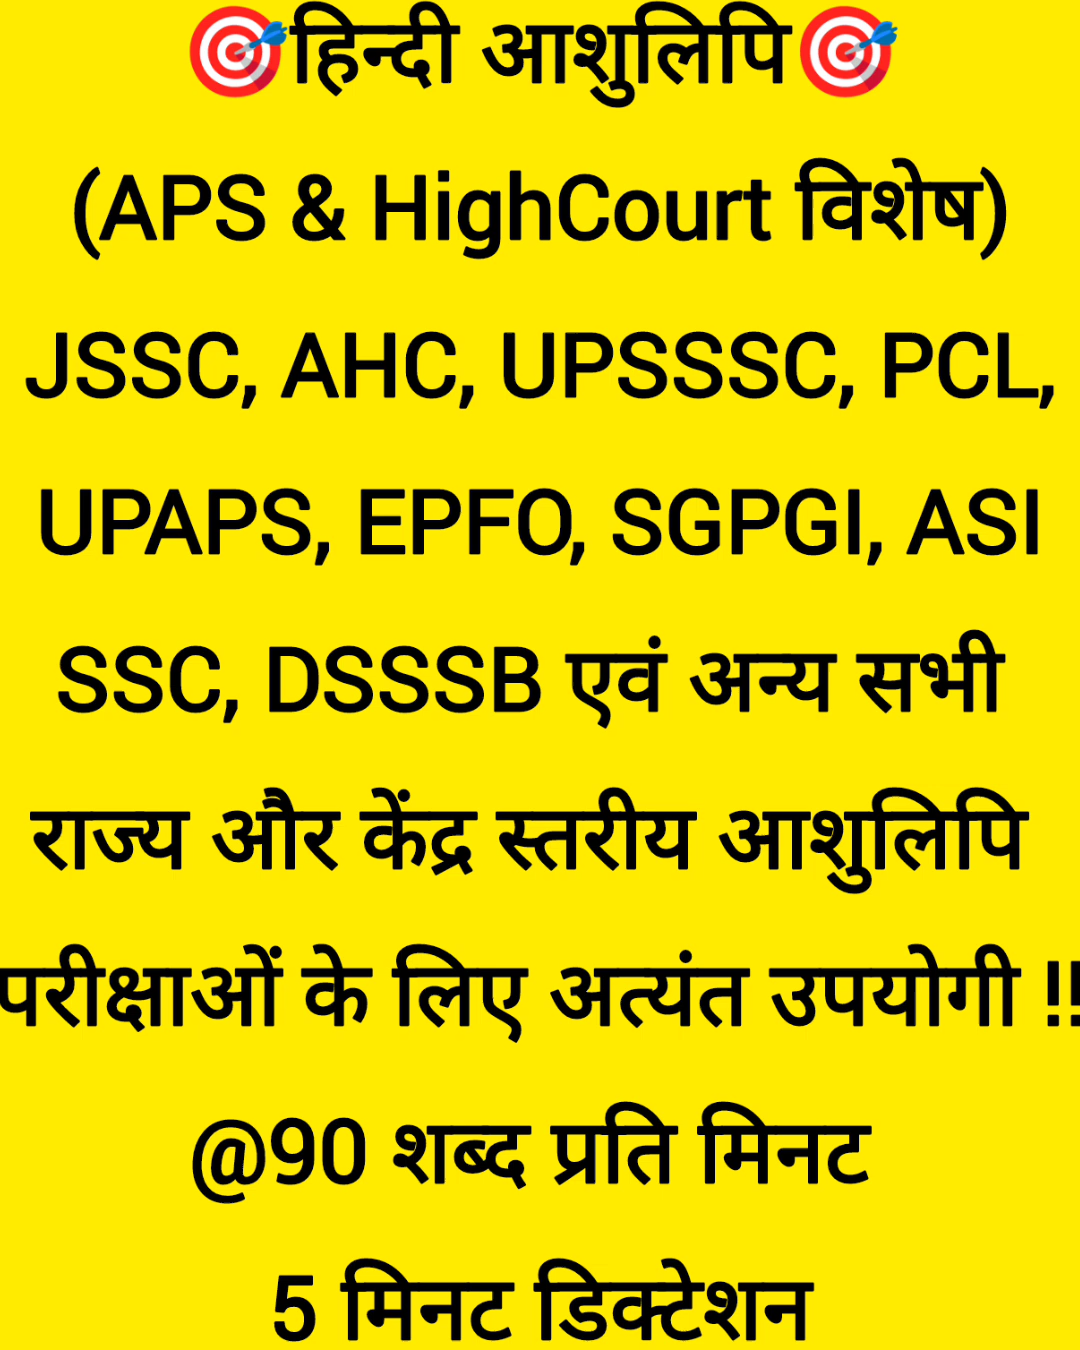 🎯हिन्दी आशुलिपि🎯
(APS & HighCourt विशेष)
JSSC, AHC, UPSSSC, PCL,
UPAPS, EPFO, SGPGI, ASI
SSC, DSSSB एवं अन्य सभी
राज्य और केंद्र स्तरीय आशुलिपि
परीक्षाओं के लिए अत्यंत उपयोगी !!
@90 शब्द प्रति मिनट
5 मिनट डिक्टेशन